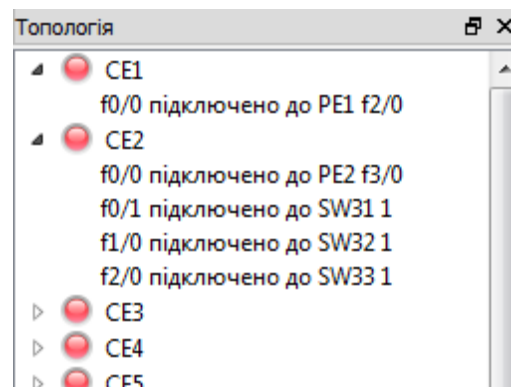 Топологія
CE1
f0/0 підключено до PE1 f2/0
CE2
f0/0 підключено до PE2 f3/0
f0/1 підключено до SW31 1
f1/0 підключено до SW32 1
f2/0 підключено до SW33 1
CE3
CE4
CE5